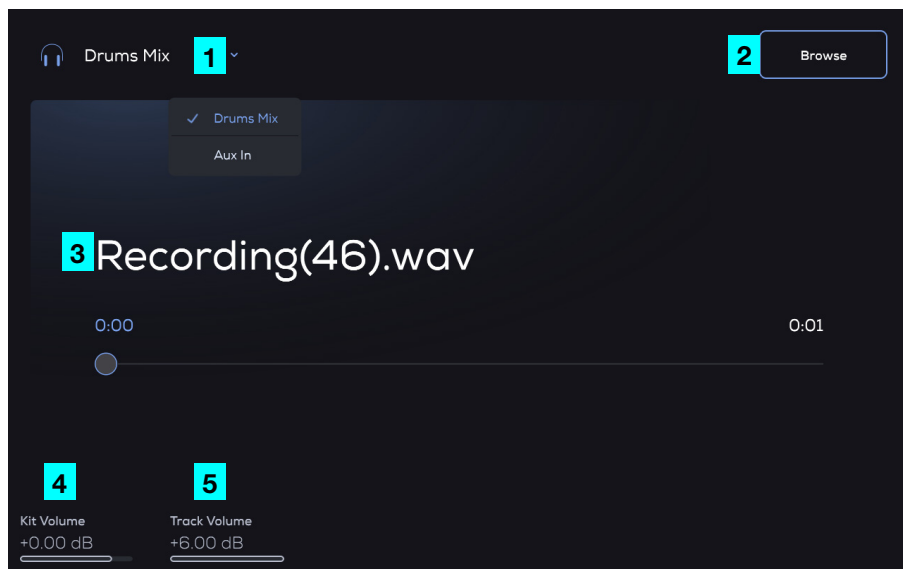 Drums Mix 1
2 Browse
Drums Mix
Aux In
3 Recording(46).wav
0:00 0:01
4 5
Kit Volume Track Volume
+0.00 dB +6.00 dB